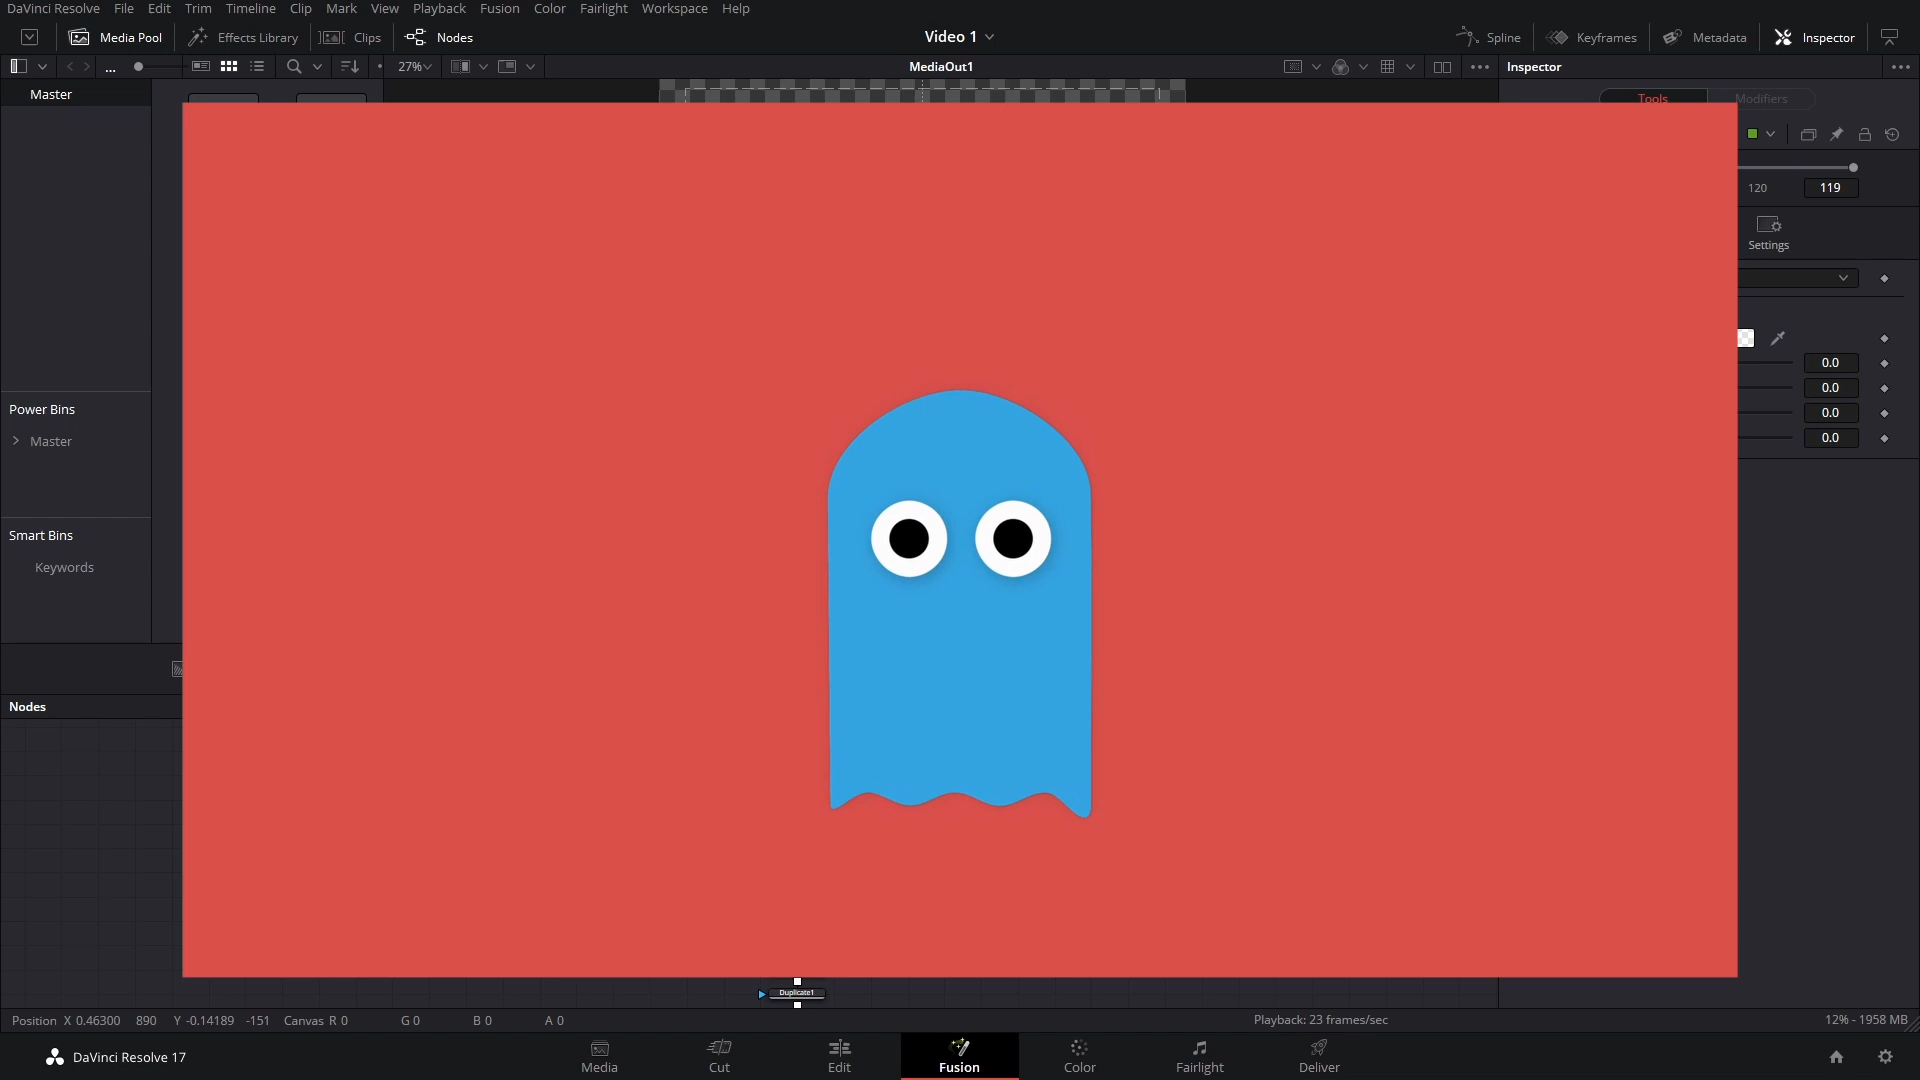 DaVinci Resolve File Edit Trim Timeline Clip Mark View Playback Fusion Color Fairlight Workspace Help
Media Pool Effects Library Clips Nodes Video 1 Spline Keyframes Metadata Inspector
... 27% MediaOut1 Inspector
Master
Tools Modifiers
120 119
Settings
0.0
0.0
0.0
0.0
Power Bins
Master
Smart Bins
Keywords
Nodes
Duplicate1
Position X 0.46300 890 Y -0.14189 -151 Canvas R 0 G 0 B 0 A 0 Playback: 23 frames/sec 12% - 1958 MB
DaVinci Resolve 17 Media Cut Edit Fusion Color Fairlight Deliver